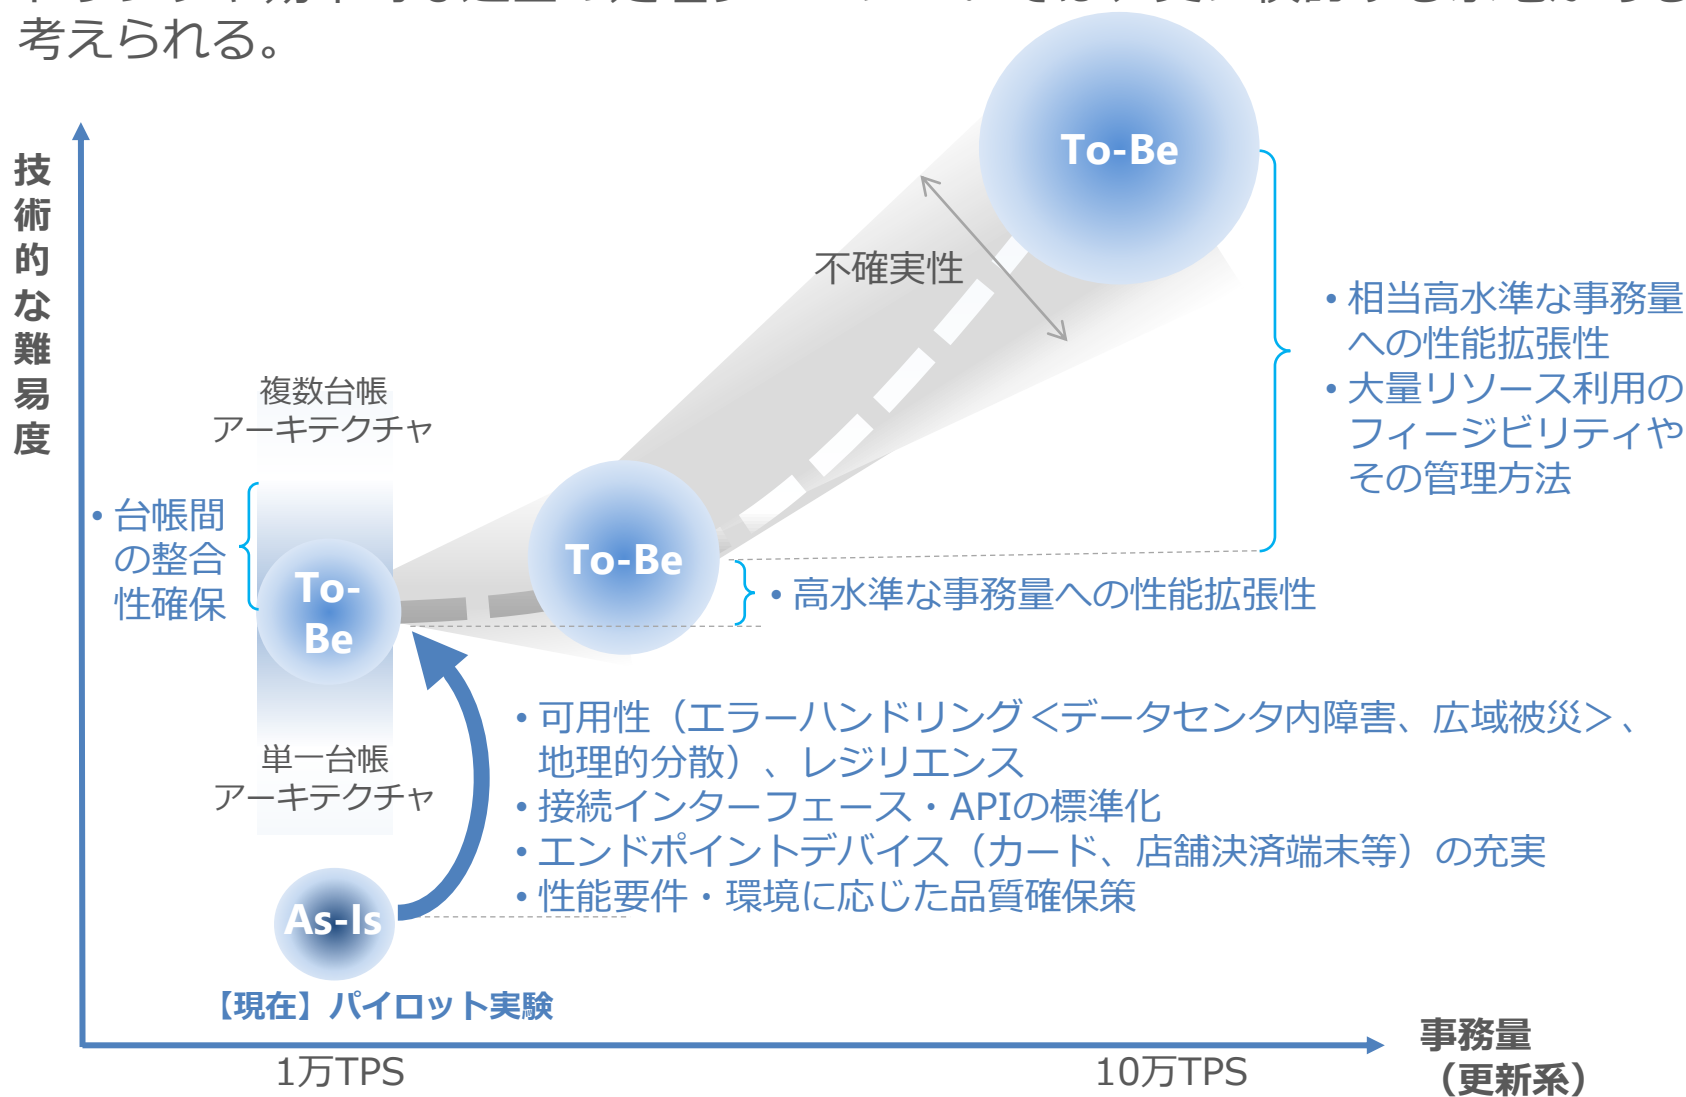 考えられる。
技術的な難易度
To-Be
不確実性
• 相当高水準な事務量
への性能拡張性
• 大量リソース利用の
フィージビリティや
その管理方法
複数台帳
アーキテクチャ
• 台帳間
の整合
性確保
To-
Be
To-Be
• 高水準な事務量への性能拡張性
単一台帳
アーキテクチャ
• 可用性（エラーハンドリング＜データセンタ内障害、広域被災＞、
地理的分散）、レジリエンス
• 接続インターフェース・APIの標準化
• エンドポイントデバイス（カード、店舗決済端末等）の充実
• 性能要件・環境に応じた品質確保策
As-Is
【現在】パイロット実験
1万TPS
10万TPS
事務量
（更新系）